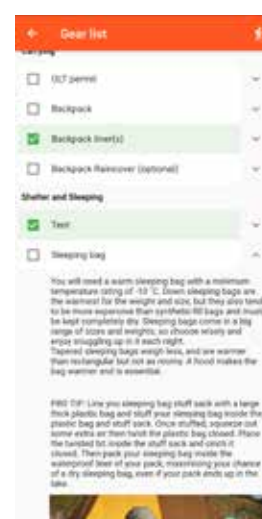 Gear list
Carrying
OLT permit
Backpack
Backpack liner(s)
Backpack Raincover (optional)
Shelter and Sleeping
Tent
Sleeping bag
You will need a warm sleeping bag with a minimum
temperature rating of -10 °C. Down sleeping bags are
the warmest for the weight and size, but they also tend
to be more expensive than synthetic-fill bags and must
be kept completely dry. Sleeping bags come in a big
range of sizes and weights, so choose wisely and
enjoy snuggling up in it each night.
Tapered sleeping bags weigh less, and are warmer
than rectangular but not as roomy. A hood makes the
bag warmer and is essential.
PRO TIP: Line you sleeping bag stuff sack with a large
thick plastic bag and stuff your sleeping bag inside the
plastic bag and stuff sack. Once stuffed, squeeze out
some extra air then twist the plastic bag closed. Place
the twisted bit inside the stuff sack and cinch it
closed. Then pack your sleeping bag inside the
waterproof liner of your pack, maximising your chance
of a dry sleeping bag, even if your pack ends up in the
lake.